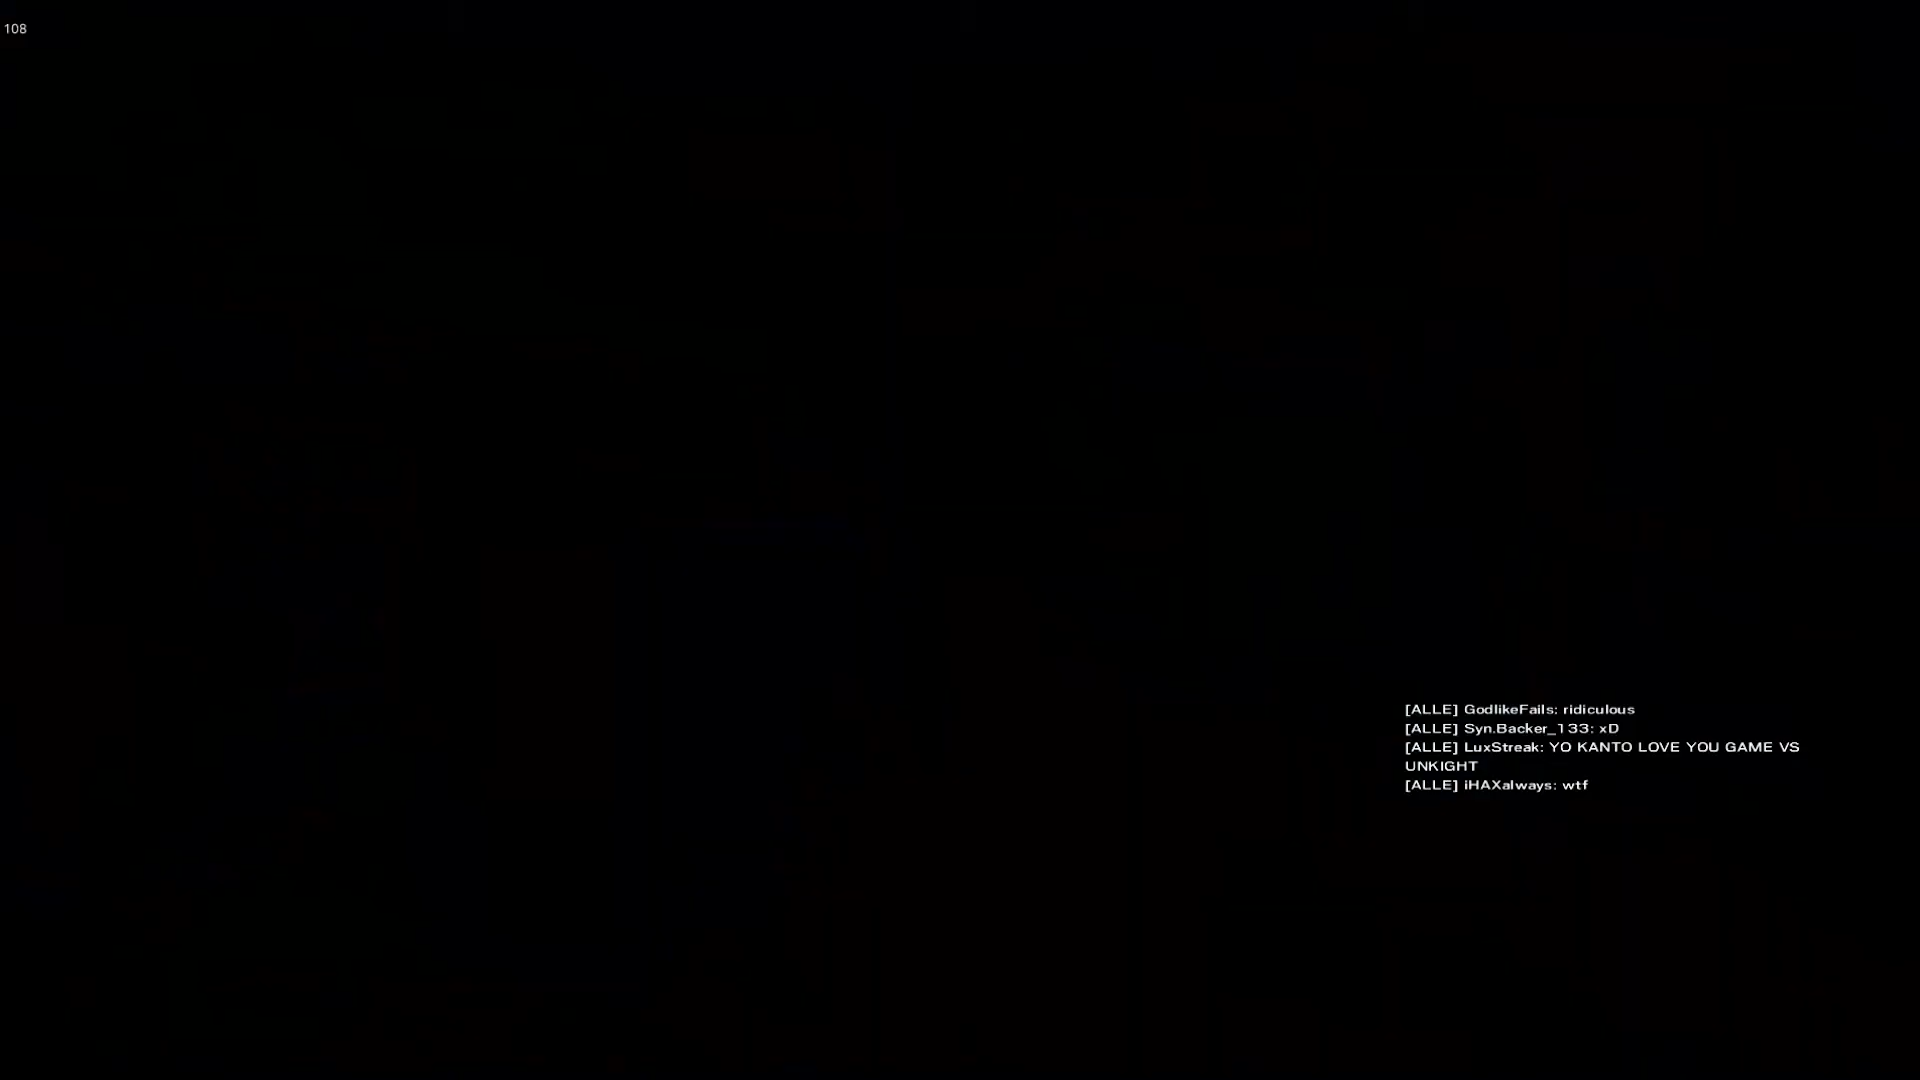 108
[ALLE] GodlikeFails: ridiculous
[ALLE] Syn.Backer_133: xD
[ALLE] LuxStreak: YO KANTO LOVE YOU GAME VS
UNKIGHT
[ALLE] iHAXalways: wtf